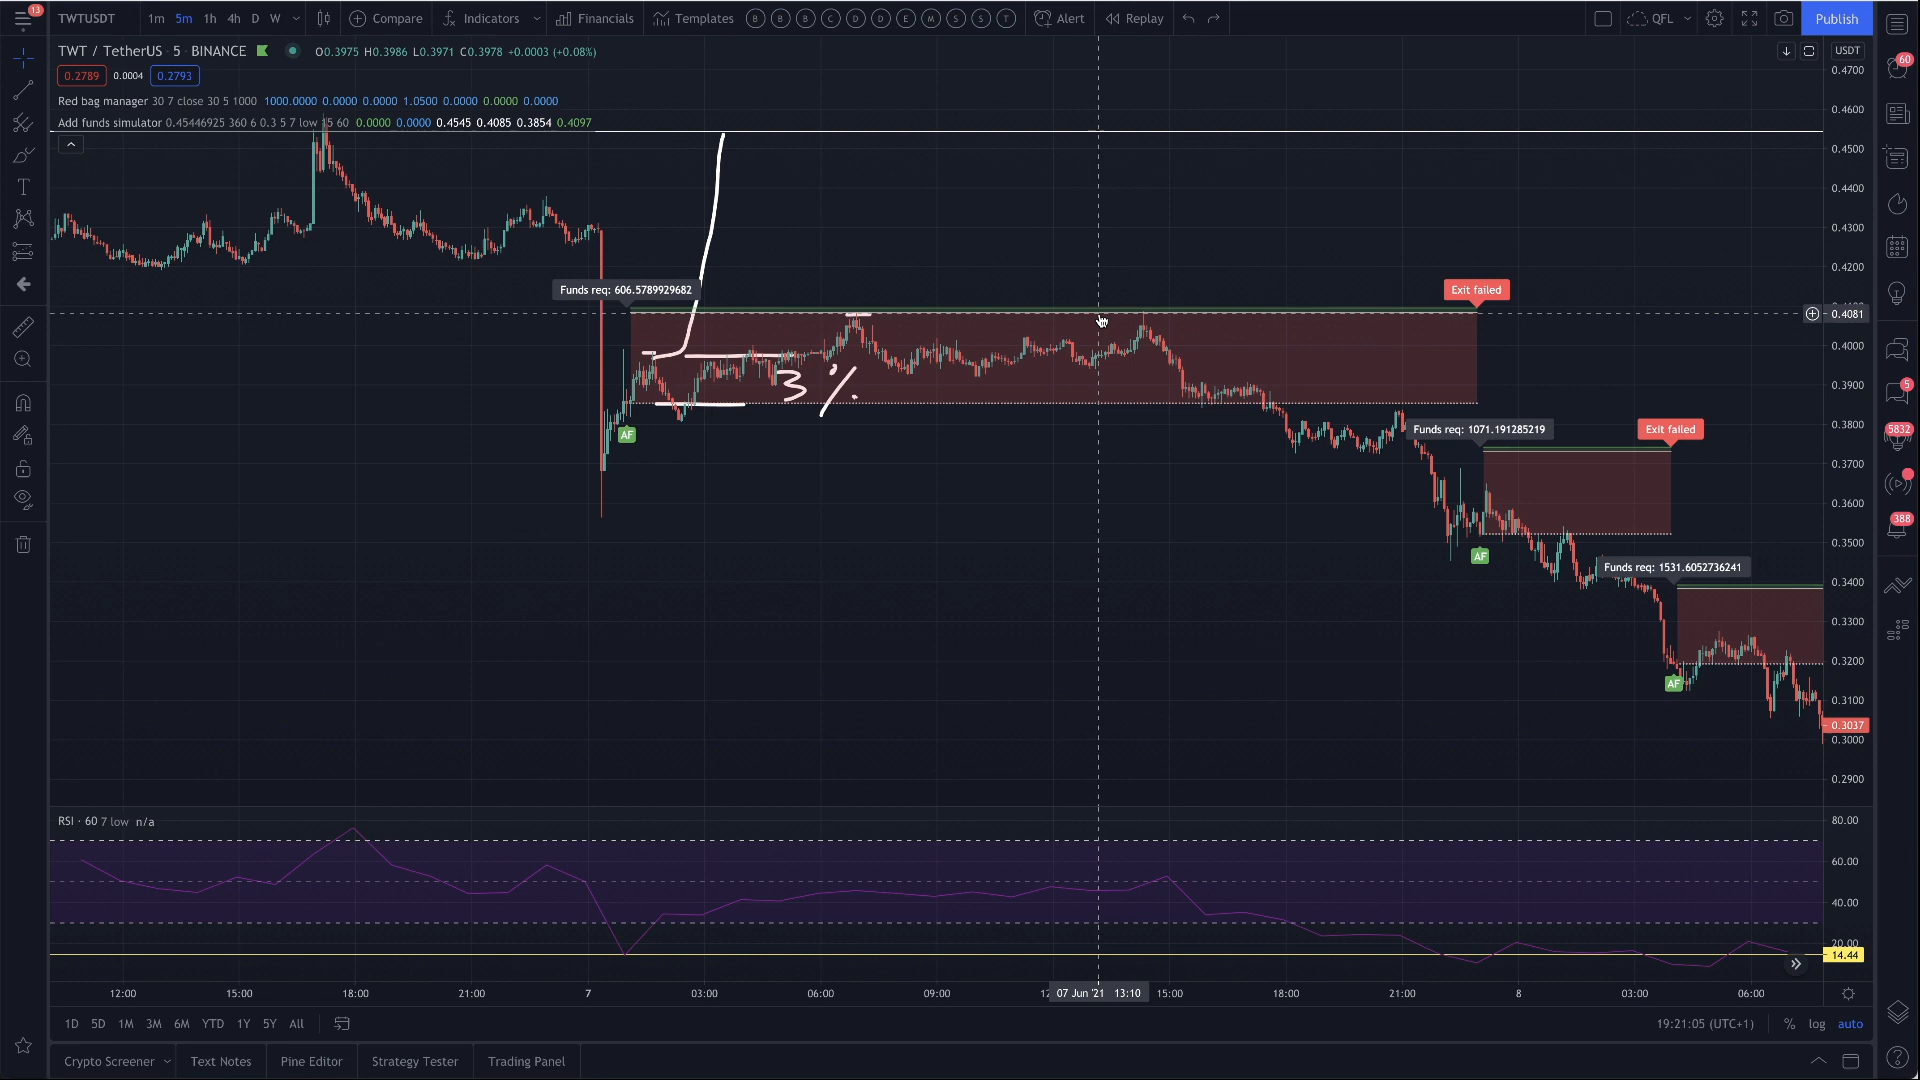 13
TWTUSDT 1m 5m 1h 4h D W Compare Indicators Financials Templates B B B C D D E M S S T Alert Replay QFL Publish
TWT / TetherUS · 5 · BINANCE O0.3975 H0.3986 L0.3971 C0.3978 +0.0003 (+0.08%) USDT
0.2789 0.0004 0.2793
Red bag manager 30 7 close 30 5 1000 1000.0000 0.0000 0.0000 1.0500 0.0000 0.0000 0.0000
Add funds simulator 0.45446925 360 6 0.3 5 7 low 15 60 0.0000 0.0000 0.4545 0.4085 0.3854 0.4097
0.4700
0.4600
0.4500
0.4400
0.4300
0.4200
0.4081
0.4000
0.3900
0.3800
0.3700
0.3600
0.3500
0.3400
0.3300
0.3200
0.3100
0.3037
0.3000
0.2900
Funds req: 606.5789929682
Exit failed
3%
AF
Funds req: 1071.191285219
Exit failed
AF
Funds req: 1531.6052736241
AF
RSI · 60 7 low n/a
80.00
60.00
40.00
20.00
14.44
12:00 15:00 18:00 21:00 7 03:00 06:00 09:00 07 Jun '21 13:10 15:00 18:00 21:00 8 03:00 06:00
1D 5D 1M 3M 6M YTD 1Y 5Y All 19:21:05 (UTC+1) % log auto
Crypto Screener Text Notes Pine Editor Strategy Tester Trading Panel
60
5
5832
388